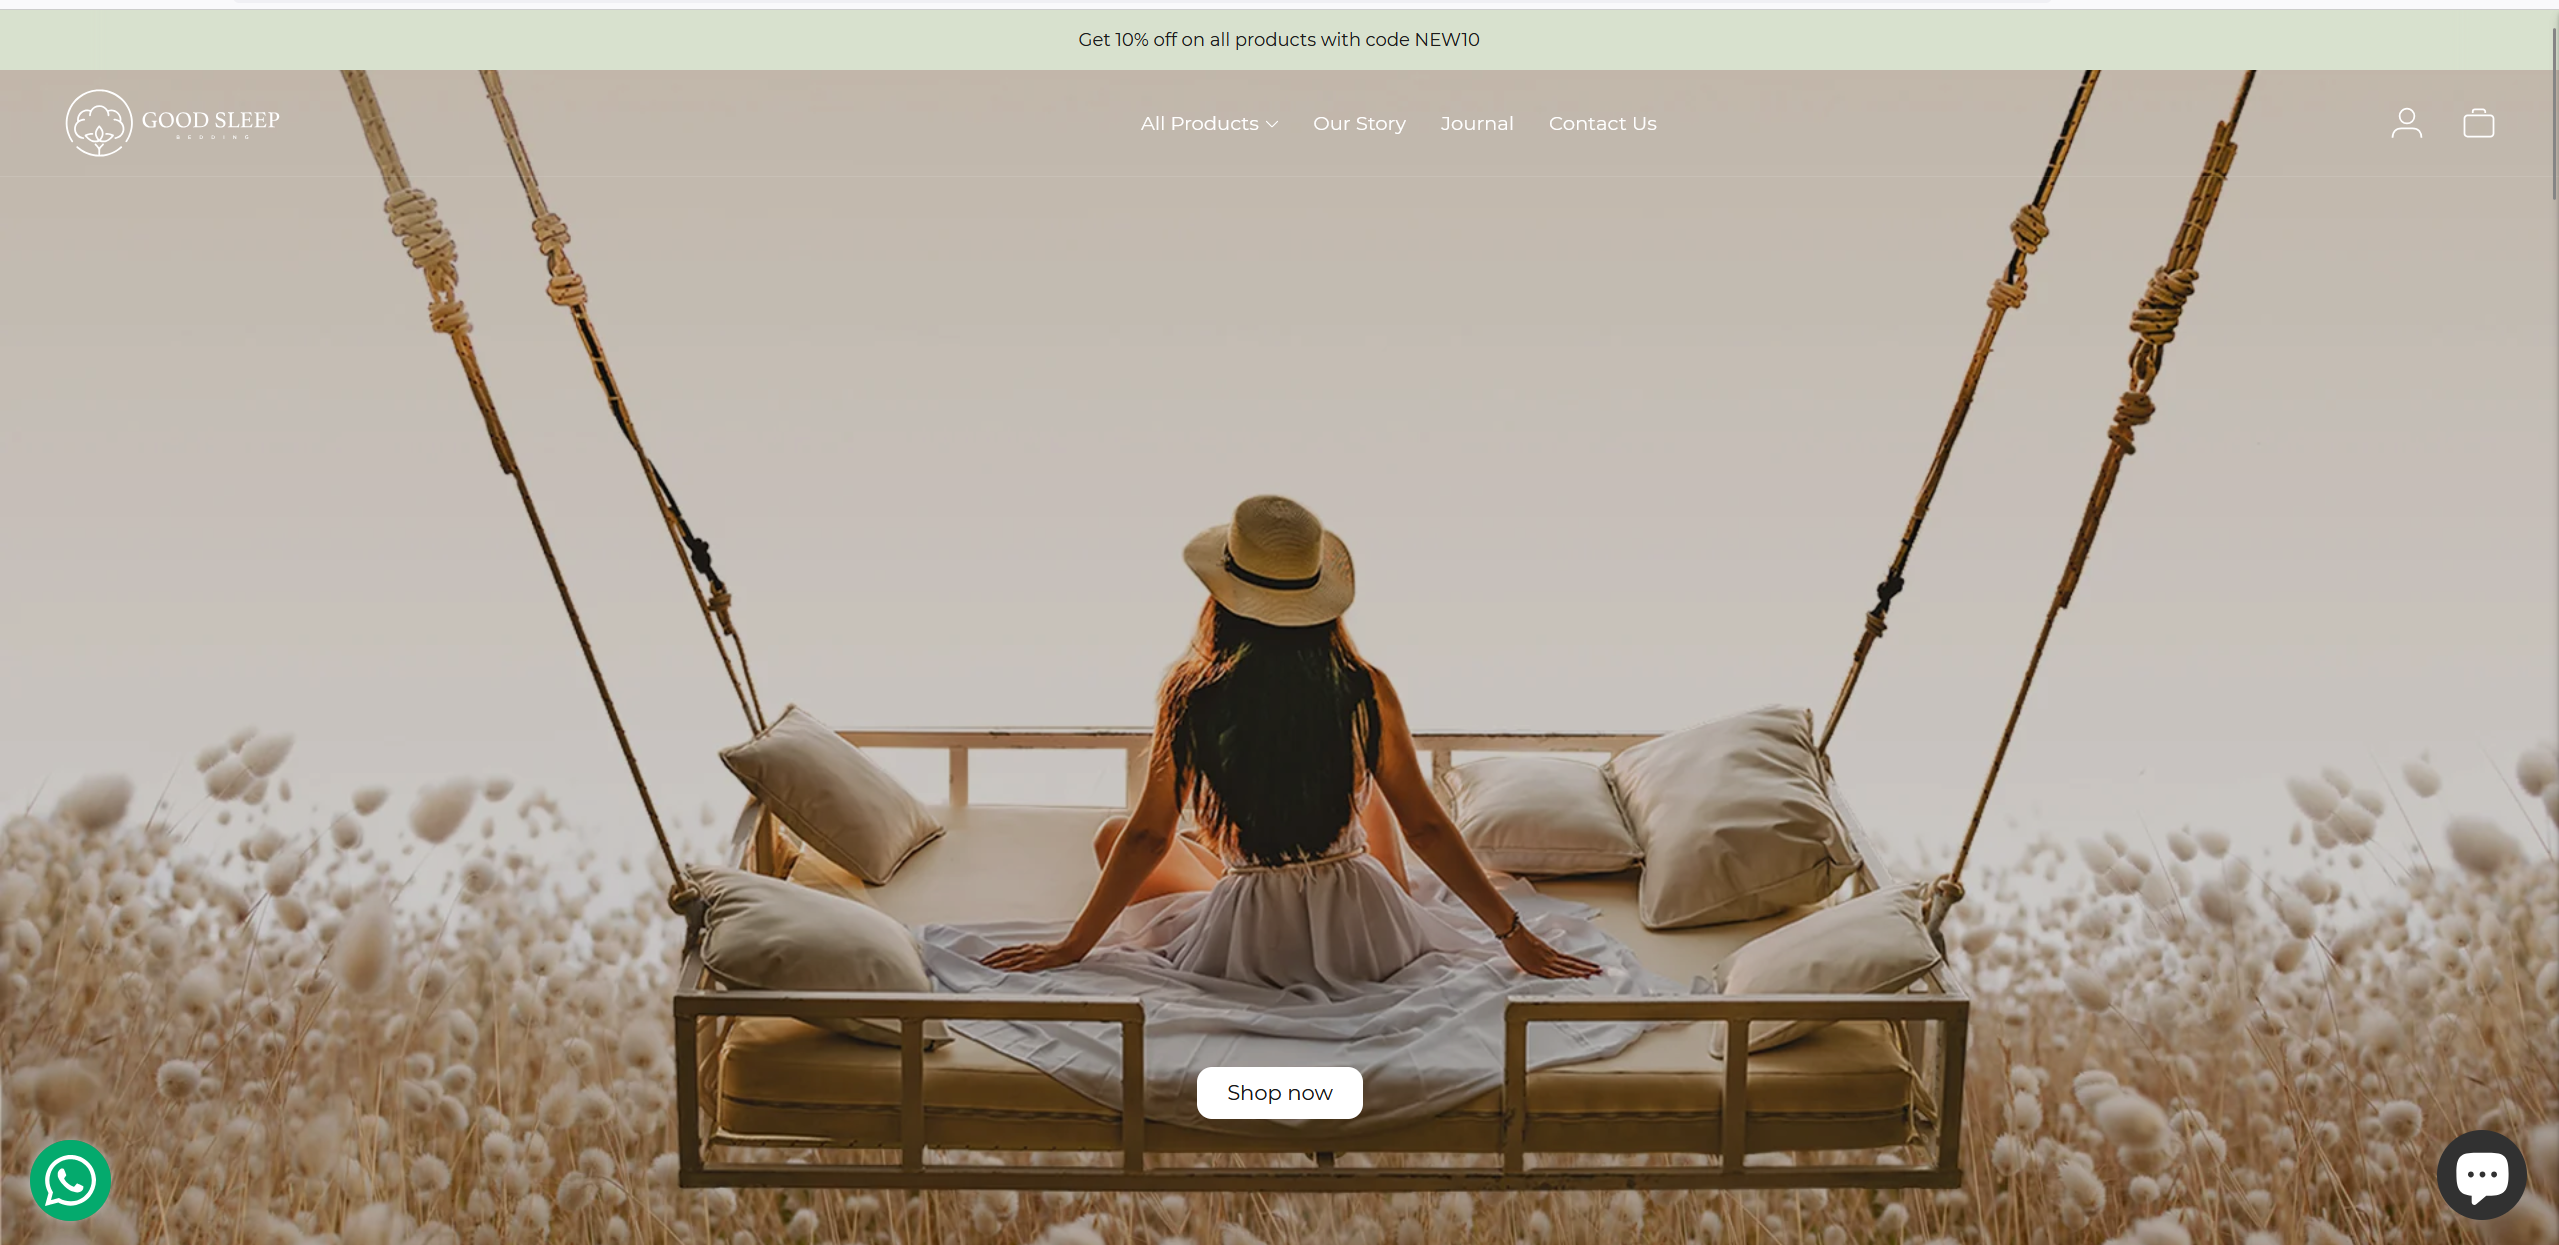 Get 10% off on all products with code NEW10
GOOD SLEEP
BEDDING
All Products
Our Story
Journal
Contact Us
Shop now